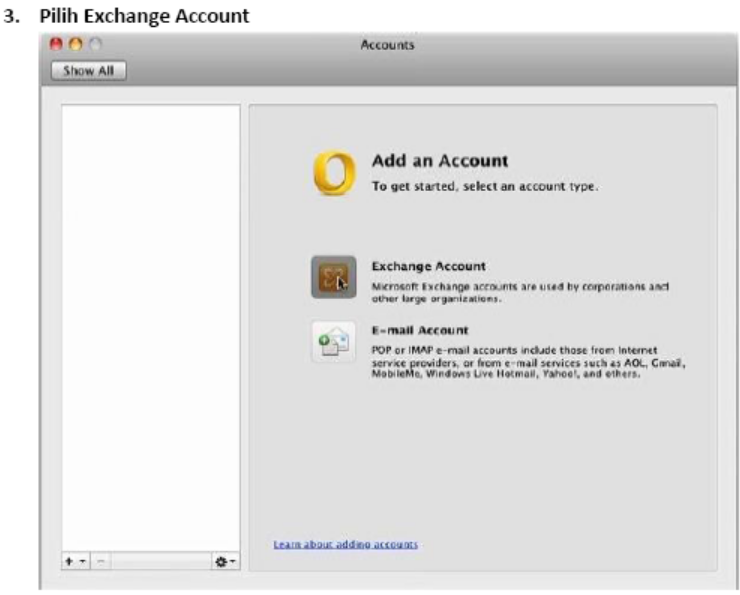 3. Pilih Exchange Account
Accounts
Show All
Add an Account
To get started, select an account type.
Exchange Account
Microsoft Exchange accounts are used by corporations and
other large organizations.
E-mail Account
POP or IMAP e-mail accounts include those from Internet
service providers, or from e-mail services such as AOL, Gmail,
MobileMe, Windows Live Hotmail, Yahoo!, and others.
Learn about adding accounts